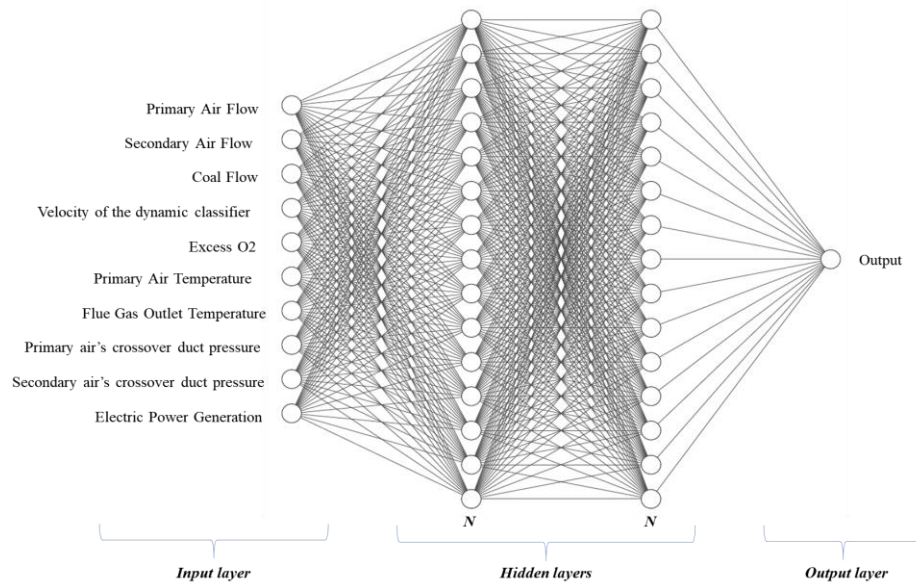 Primary Air Flow
Secondary Air Flow
Coal Flow
Velocity of the dynamic classifier
Excess O2
Primary Air Temperature
Flue Gas Outlet Temperature
Primary air's crossover duct pressure
Secondary air's crossover duct pressure
Electric Power Generation
Output
N
N
Input layer
Hidden layers
Output layer